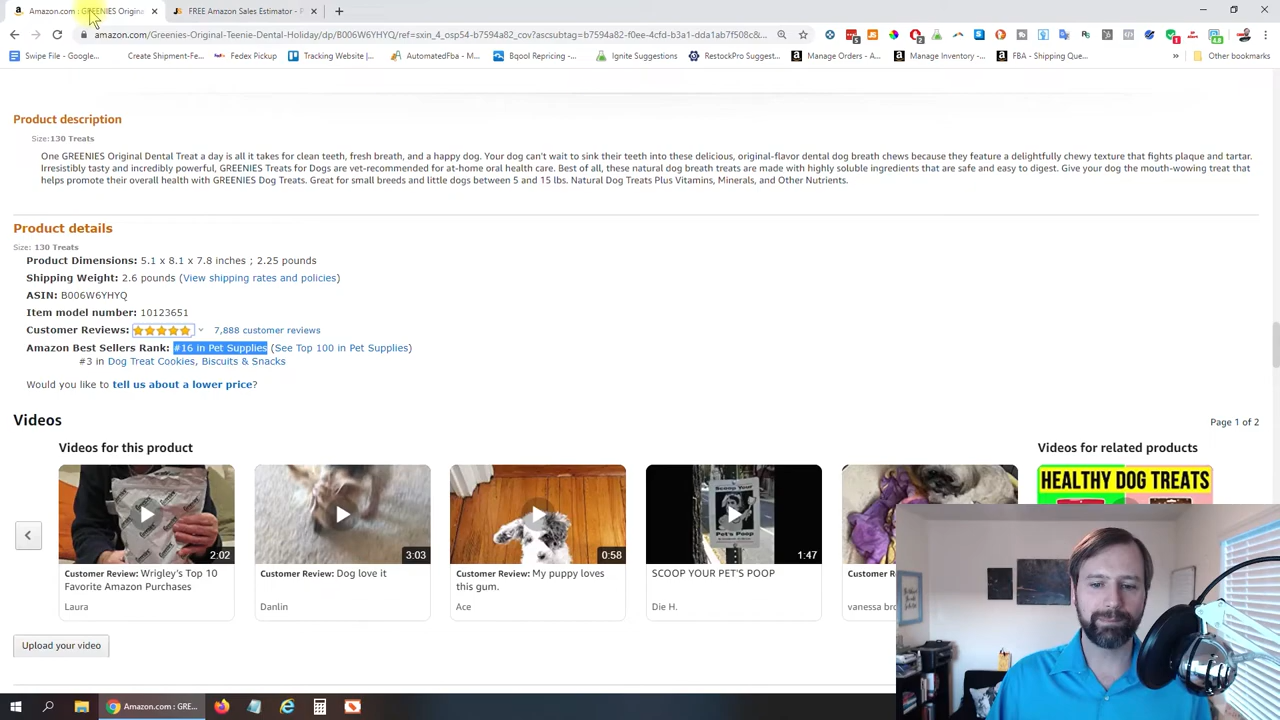 Amazon.com : GREENIES Origina
FREE Amazon Sales Estimator - P
amazon.com/Greenies-Original-Teenie-Dental-Holiday/dp/B006W6YHYQ/ref=sxin_4_osp54-b7594a82_cov?ascsubtag=b7594a82-f0ee-4cfd-b3a1-dda1ab7f508c&...
Swipe File - Google...
Create Shipment-Fe...
Fedex Pickup
Tracking Website |...
AutomatedFba - M...
Bqool Repricing -...
Ignite Suggestions
RestockPro Suggest...
Manage Orders - A...
Manage Inventory -...
FBA - Shipping Que...
»
Other bookmarks
Product description
Size:130 Treats
One GREENIES Original Dental Treat a day is all it takes for clean teeth, fresh breath, and a happy dog. Your dog can't wait to sink their teeth into these delicious, original-flavor dental dog breath chews because they feature a delightfully chewy texture that fights plaque and tartar.
Irresistibly tasty and incredibly powerful, GREENIES Treats for Dogs are vet-recommended for at-home oral health care. Best of all, these natural dog breath treats are made with highly soluble ingredients that are safe and easy to digest. Give your dog the mouth-wowing treat that
helps promote their overall health with GREENIES Dog Treats. Great for small breeds and little dogs between 5 and 15 lbs. Natural Dog Treats Plus Vitamins, Minerals, and Other Nutrients.
Product details
Size: 130 Treats
Product Dimensions: 5.1 x 8.1 x 7.8 inches ; 2.25 pounds
Shipping Weight: 2.6 pounds (View shipping rates and policies)
ASIN: B006W6YHYQ
Item model number: 10123651
Customer Reviews: 7,888 customer reviews
Amazon Best Sellers Rank: #16 in Pet Supplies (See Top 100 in Pet Supplies)
#3 in Dog Treat Cookies, Biscuits & Snacks
Would you like to tell us about a lower price?
Videos
Page 1 of 2
Videos for this product
Videos for related products
HEALTHY DOG TREATS
SCOOP YOUR
2:02
3:03
0:58
1:47
Customer Review: Wrigley's Top 10
Favorite Amazon Purchases
Laura
Customer Review: Dog love it
Danlin
Customer Review: My puppy loves
this gum.
Ace
SCOOP YOUR PET'S POOP
Die H.
Customer Re
vanessa bro
Upload your video
Amazon.com : GRE...